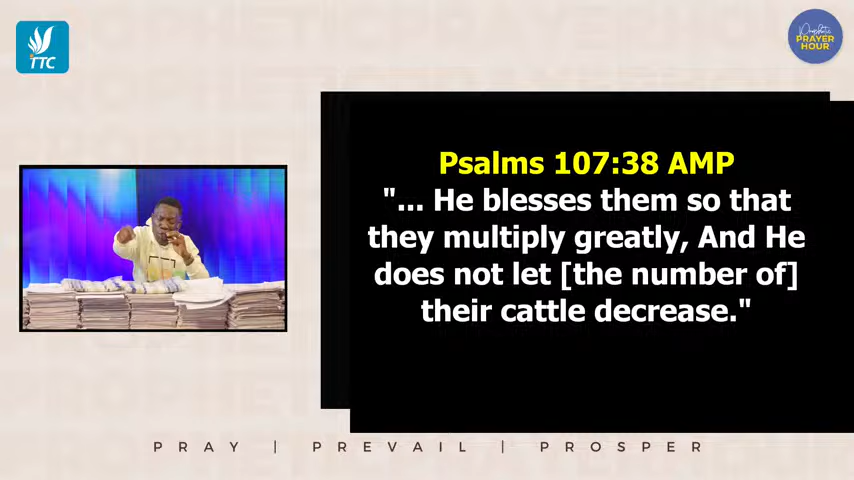 TTC
Prophetic
PRAYER
HOUR
Psalms 107:38 AMP
"... He blesses them so that
they multiply greatly, And He
does not let [the number of]
their cattle decrease."
PRAY | PREVAIL | PROSPER